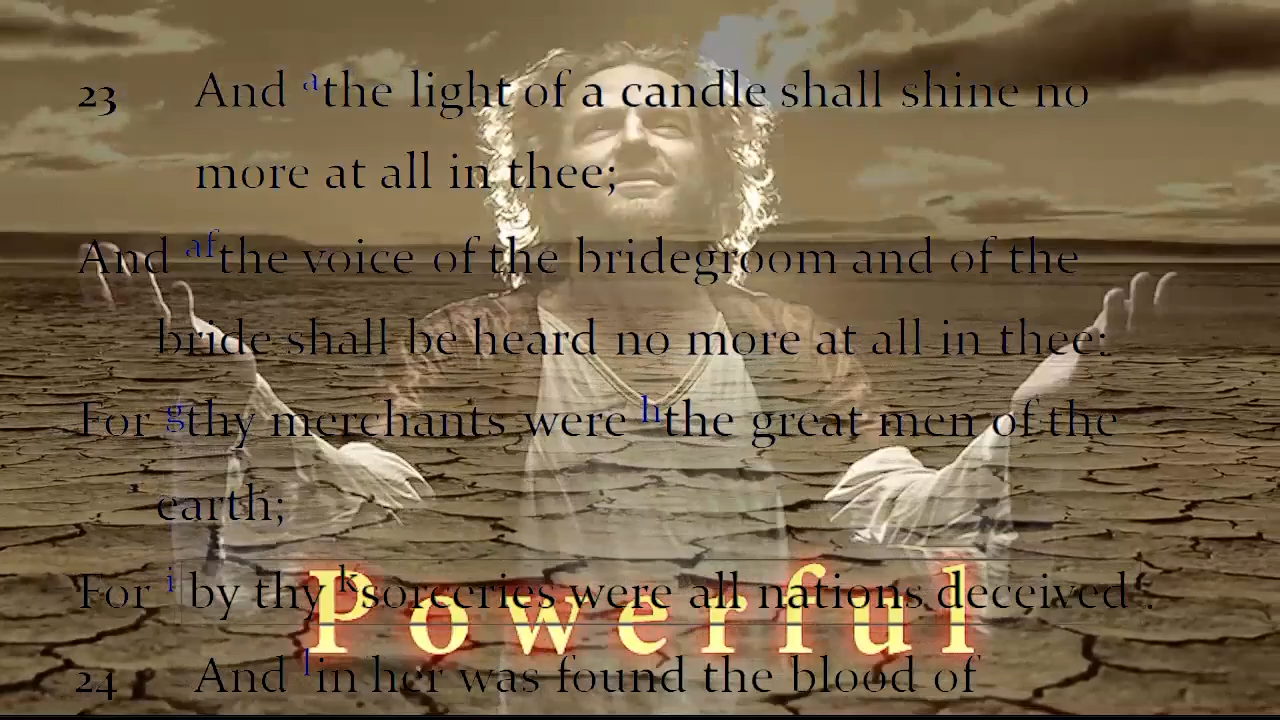 23 And ᵃthe light of a candle shall shine no
more at all in thee;
And ᵃᶠthe voice of the bridegroom and of the
bride shall be heard no more at all in thee:
For ᵍthy merchants were ʰthe great men of the
earth;
For ⁱby thy ᵏsorceries were all nations deceived .
Powerful
24 And ˡin her was found the blood of